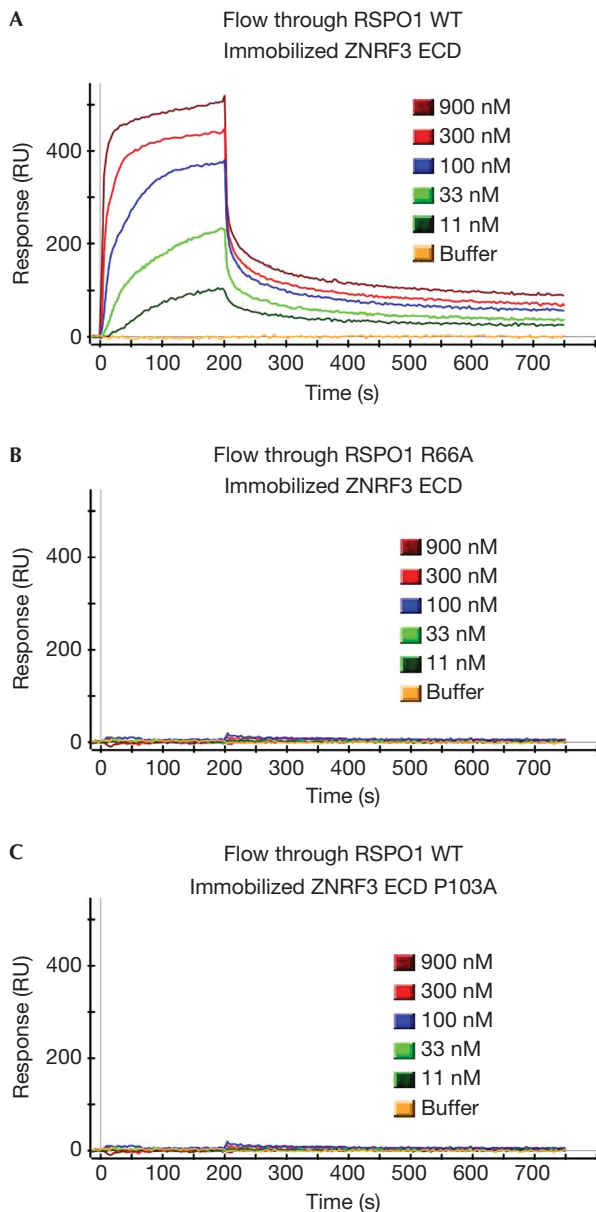 A
Flow through RSPO1 WT
Immobilized ZNRF3 ECD
Response (RU)
400
200
0
900 nM
300 nM
100 nM
33 nM
11 nM
Buffer
0 100 200 300 400 500 600 700
Time (s)
B
Flow through RSPO1 R66A
Immobilized ZNRF3 ECD
Response (RU)
400
200
0
900 nM
300 nM
100 nM
33 nM
11 nM
Buffer
0 100 200 300 400 500 600 700
Time (s)
C
Flow through RSPO1 WT
Immobilized ZNRF3 ECD P103A
Response (RU)
400
200
0
900 nM
300 nM
100 nM
33 nM
11 nM
Buffer
0 100 200 300 400 500 600 700
Time (s)